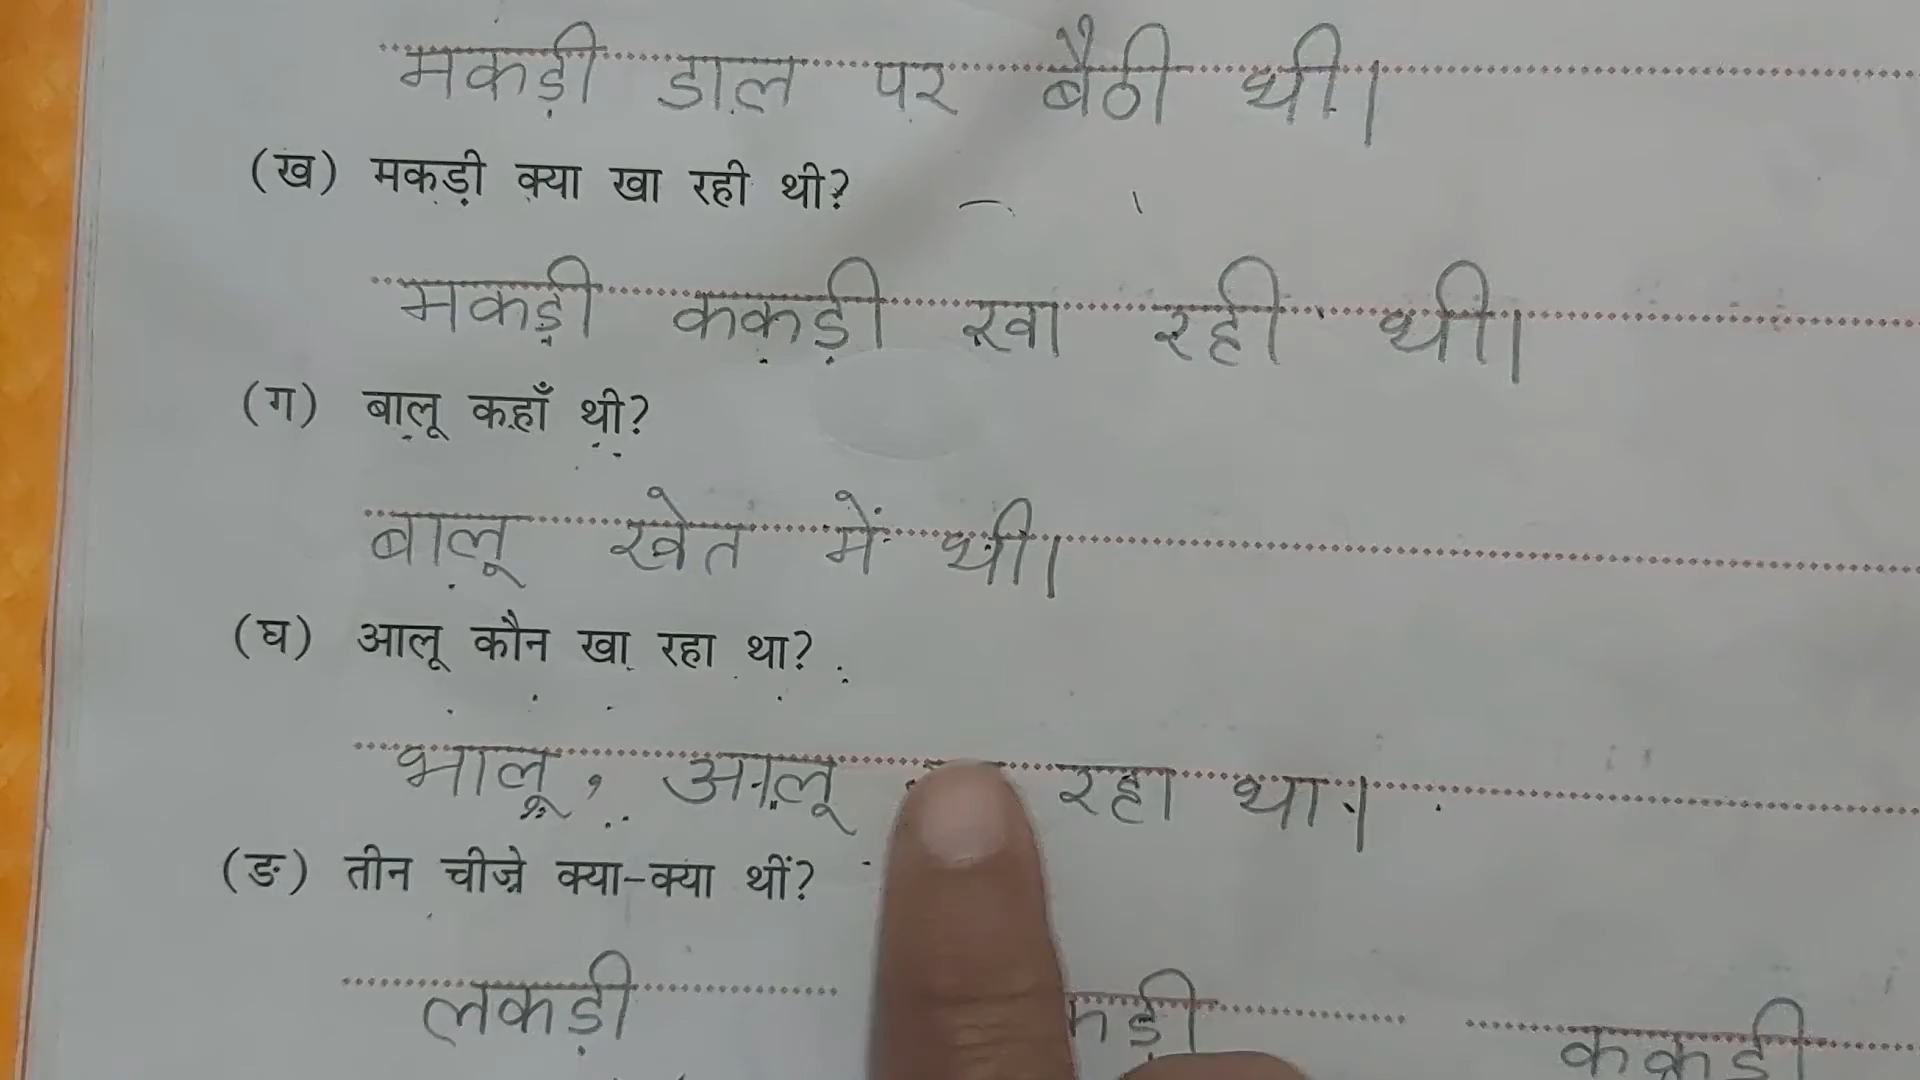 मकड़ी डाल पर बैठी थी।
(ख) मकड़ी क्या खा रही थी?
मकड़ी ककड़ी खा रही थी।
(ग) बालू कहाँ थी?
बालू खेत में थी।
(घ) आलू कौन खा रहा था?
भालू, आलू रहा था।
(ङ) तीन चीज़ें क्या-क्या थीं?
लकड़ी ककड़ी